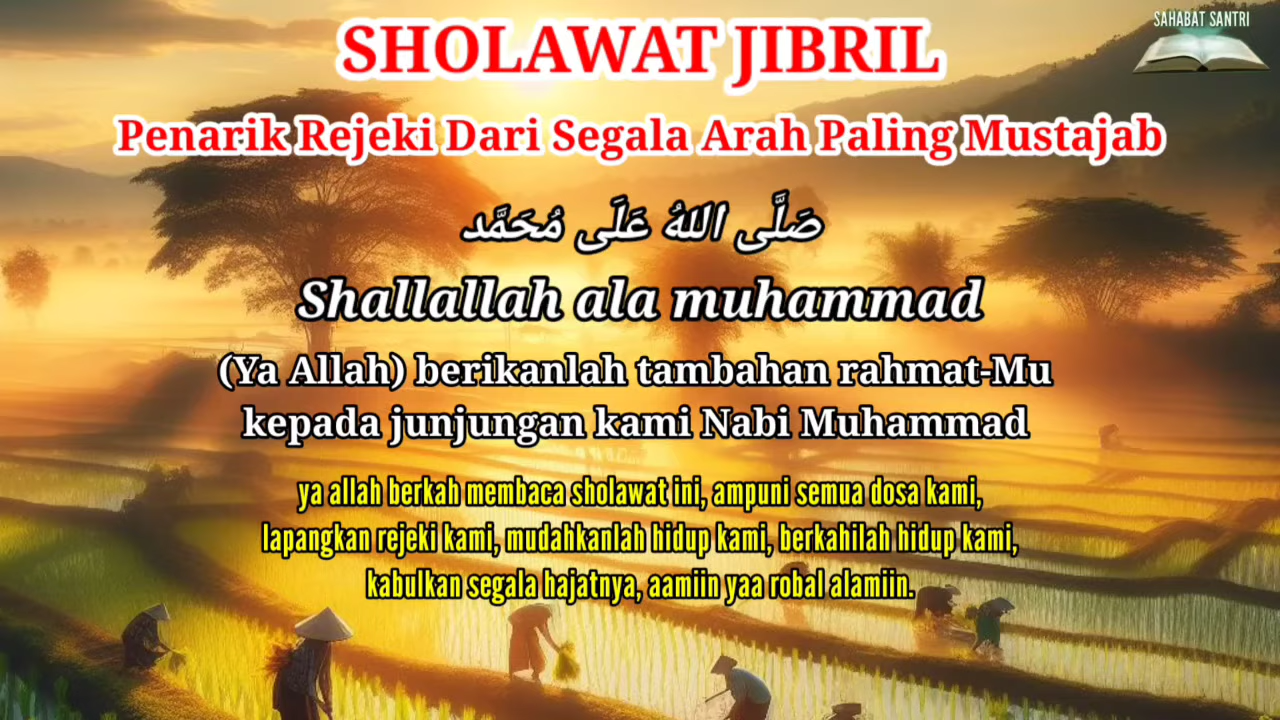 SAHABAT SANTRI
SHOLAWAT JIBRIL
Penarik Rejeki Dari Segala Arah Paling Mustajab
صَلَّى اللهُ عَلَى مُحَمَّد
Shallallah ala muhammad
(Ya Allah) berikanlah tambahan rahmat-Mu
kepada junjungan kami Nabi Muhammad
ya allah berkah membaca sholawat ini, ampuni semua dosa kami,
lapangkan rejeki kami, mudahkanlah hidup kami, berkahilah hidup kami,
kabulkan segala hajatnya, aamiin yaa robal alamiin.